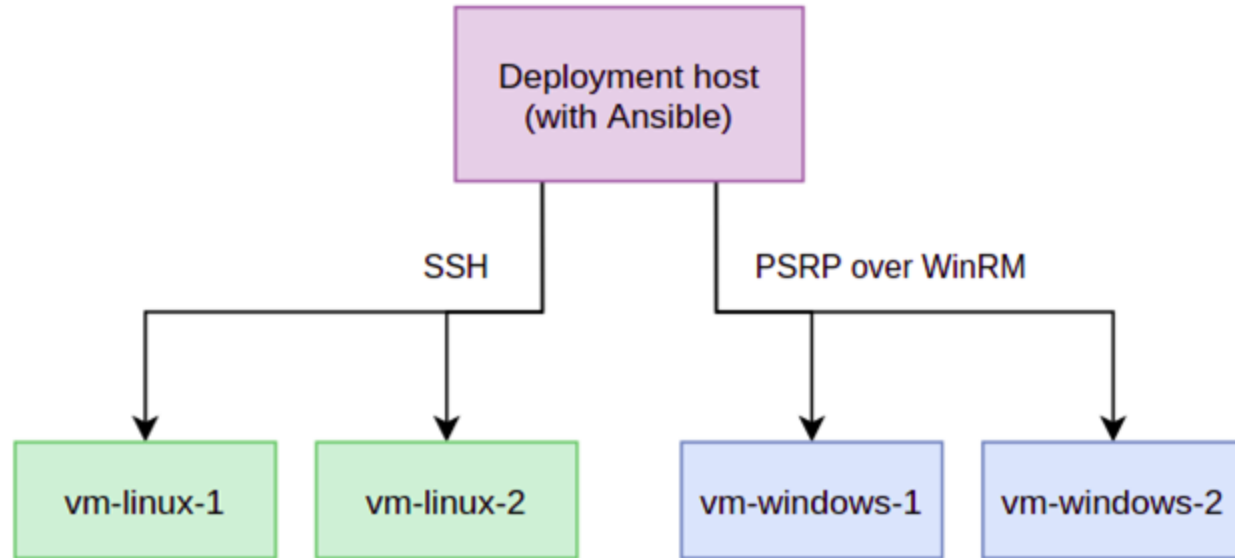 Deployment host
(with Ansible)
SSH
PSRP over WinRM
vm-linux-1
vm-linux-2
vm-windows-1
vm-windows-2